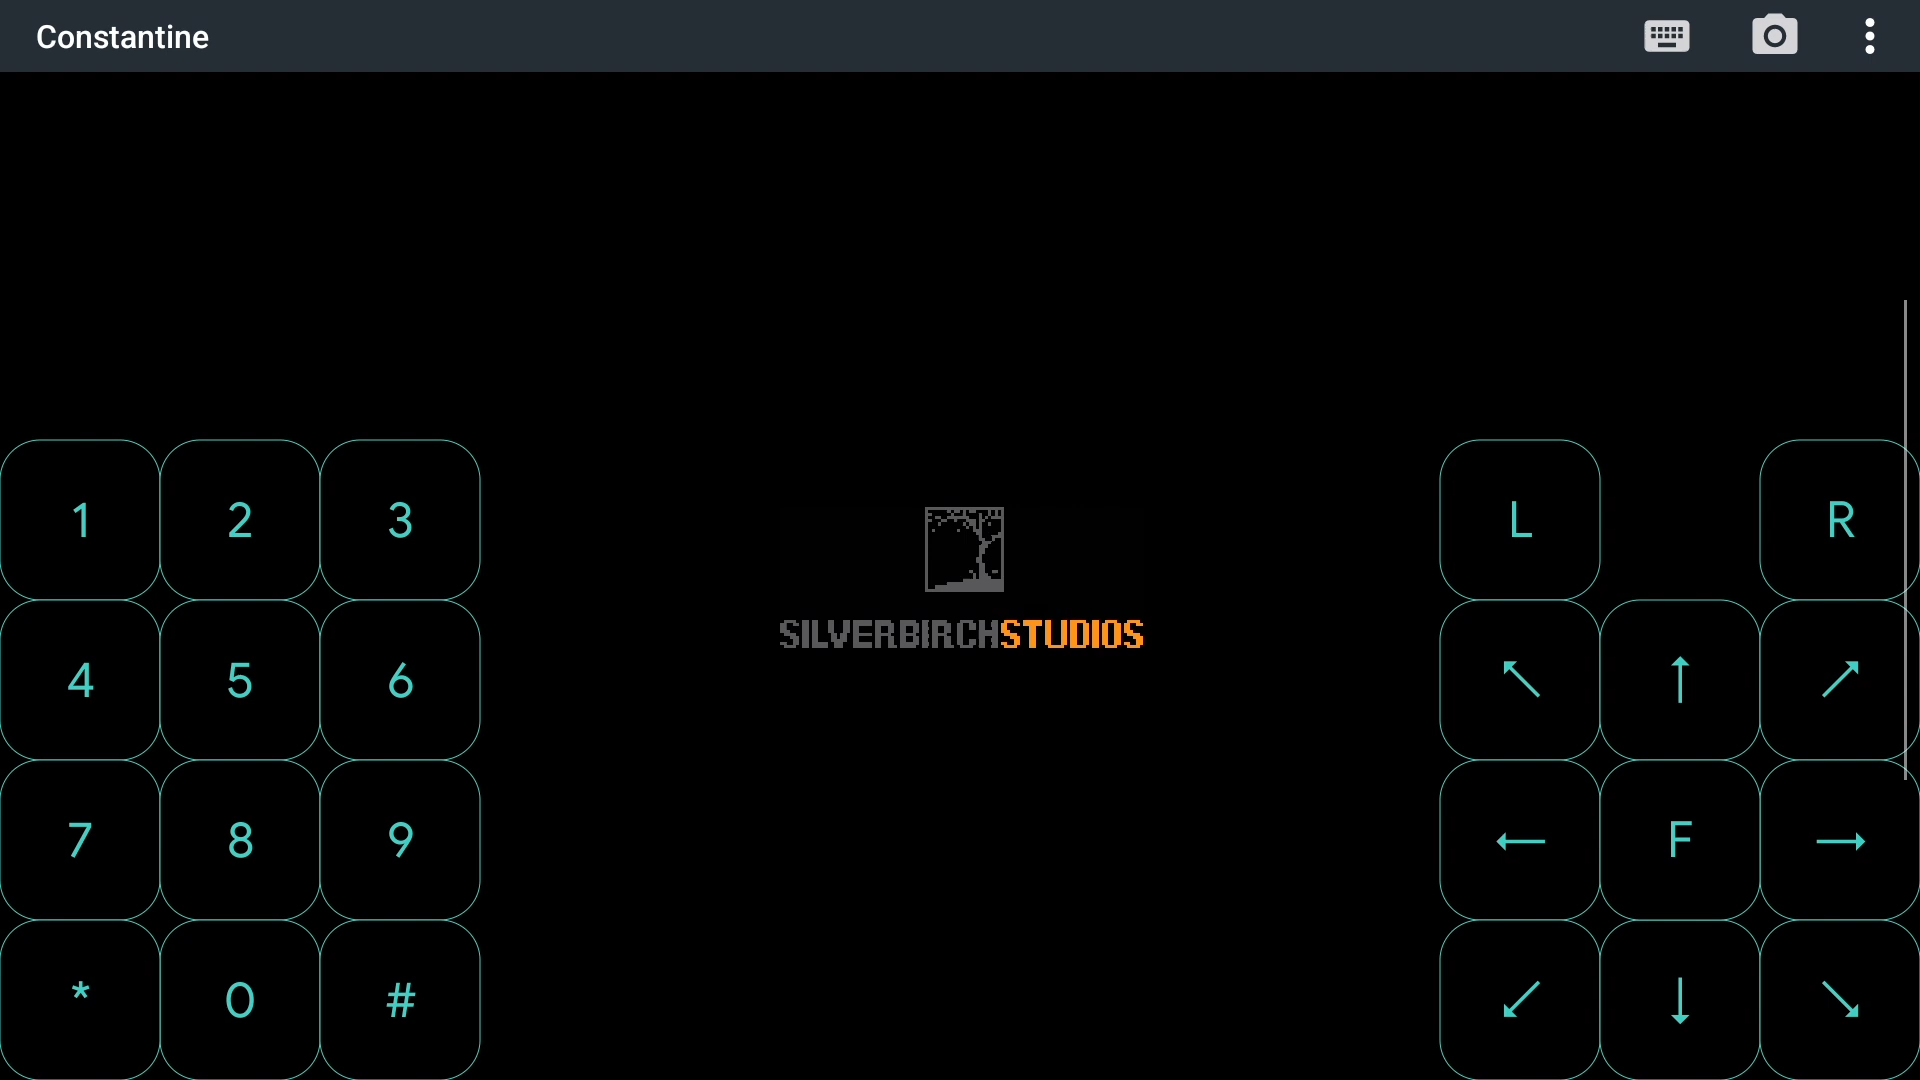 Constantine
1 2 3
L R
SILVERBIRCHSTUDIOS
4 5 6
↖ ↑ ↗
7 8 9
← F →
* 0 #
↙ ↓ ↘